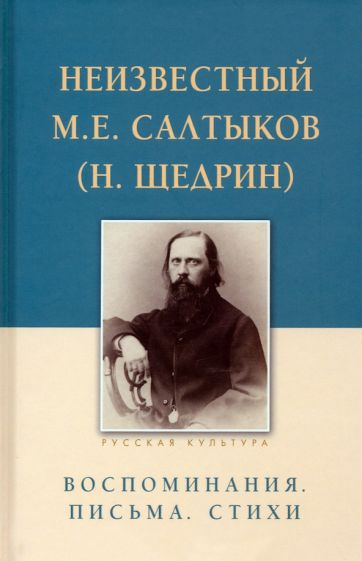 НЕИЗВЕСТНЫЙ
М.Е. САЛТЫКОВ
(Н. ЩЕДРИН)
РУССКАЯ КУЛЬТУРА
ВОСПОМИНАНИЯ.
ПИСЬМА. СТИХИ